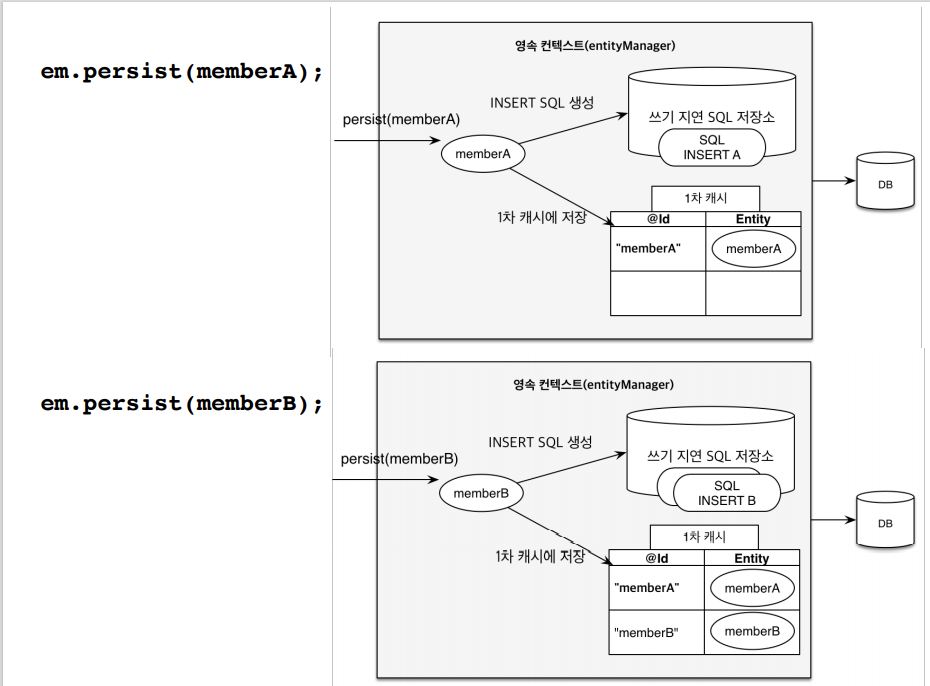 em.persist(memberA);
영속 컨텍스트(entityManager)
INSERT SQL 생성
persist(memberA)
memberA
쓰기 지연 SQL 저장소
SQL
INSERT A
DB
1차 캐시
1차 캐시에 저장
@Id Entity
"memberA" memberA
em.persist(memberB);
영속 컨텍스트(entityManager)
INSERT SQL 생성
persist(memberB)
memberB
쓰기 지연 SQL 저장소
SQL
INSERT B
DB
1차 캐시
1차 캐시에 저장
@Id Entity
"memberA" memberA
"memberB" memberB